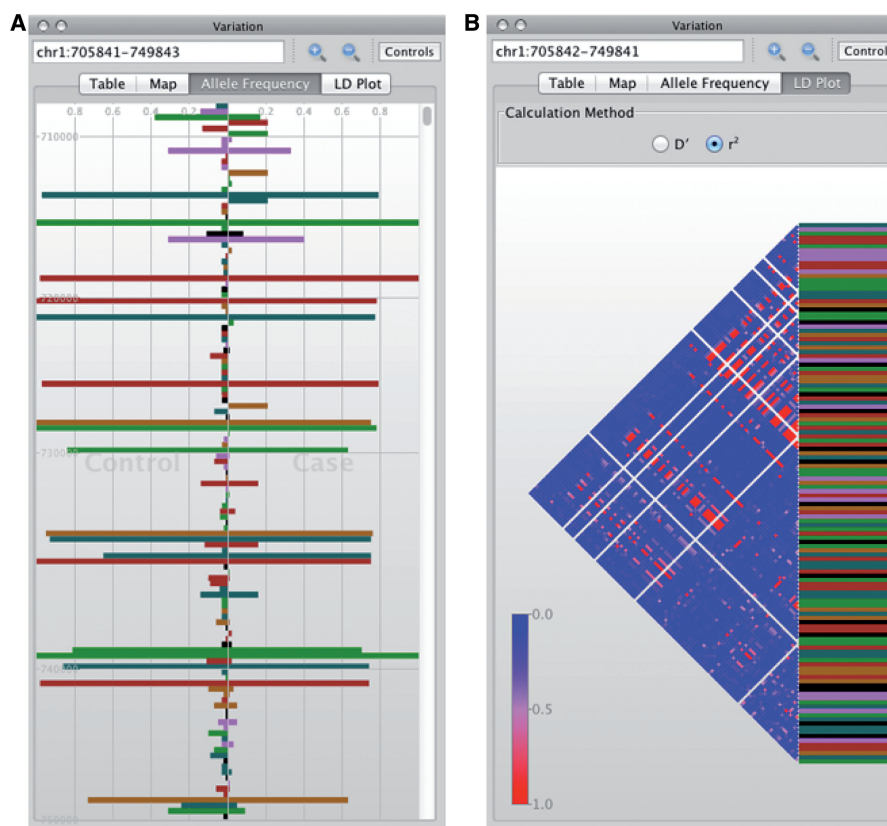 A
Variation
chr1:705841-749843
Controls
Table Map Allele Frequency LD Plot
0.8 0.6 0.4 0.2 0.2 0.4 0.6 0.8
710000
720000
730000
Control Case
740000
750000
B
Variation
chr1:705842-749841
Control
Table Map Allele Frequency LD Plot
Calculation Method
D' r²
0.0
0.5
1.0